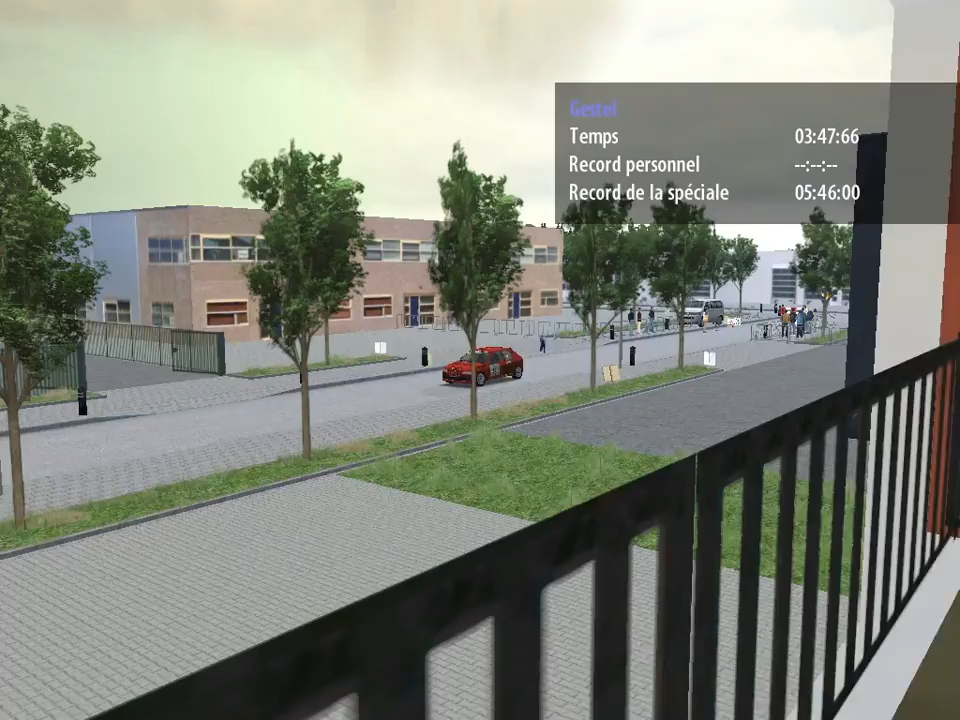 Gestel
Temps 03:47:66
Record personnel --:--:--
Record de la spéciale 05:46:00